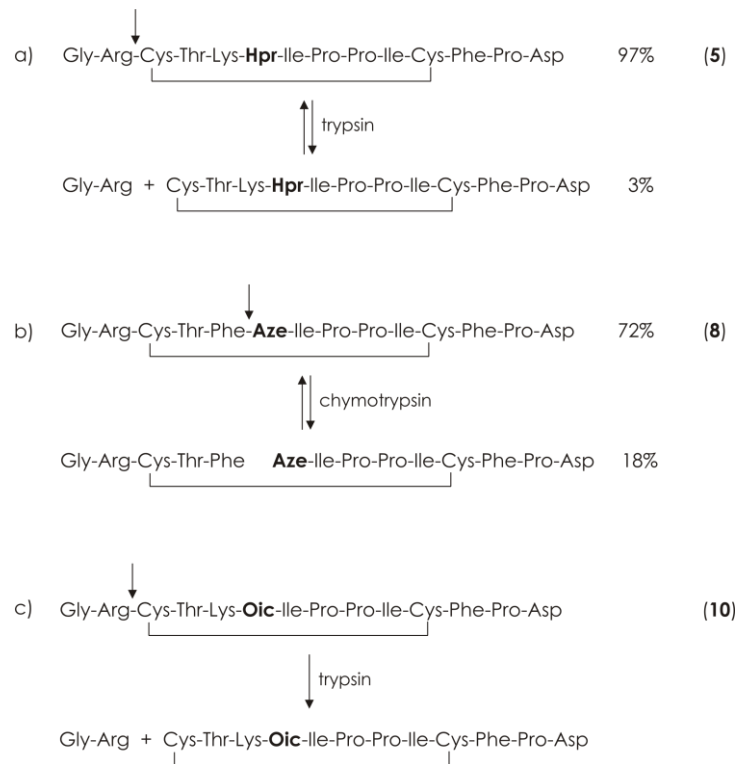 a) Gly-Arg-Cys-Thr-Lys-Hpr-Ile-Pro-Pro-Ile-Cys-Phe-Pro-Asp 97% (5)
trypsin
Gly-Arg + Cys-Thr-Lys-Hpr-Ile-Pro-Pro-Ile-Cys-Phe-Pro-Asp 3%
b) Gly-Arg-Cys-Thr-Phe-Aze-Ile-Pro-Pro-Ile-Cys-Phe-Pro-Asp 72% (8)
chymotrypsin
Gly-Arg-Cys-Thr-Phe Aze-Ile-Pro-Pro-Ile-Cys-Phe-Pro-Asp 18%
c) Gly-Arg-Cys-Thr-Lys-Oic-Ile-Pro-Pro-Ile-Cys-Phe-Pro-Asp (10)
trypsin
Gly-Arg + Cys-Thr-Lys-Oic-Ile-Pro-Pro-Ile-Cys-Phe-Pro-Asp